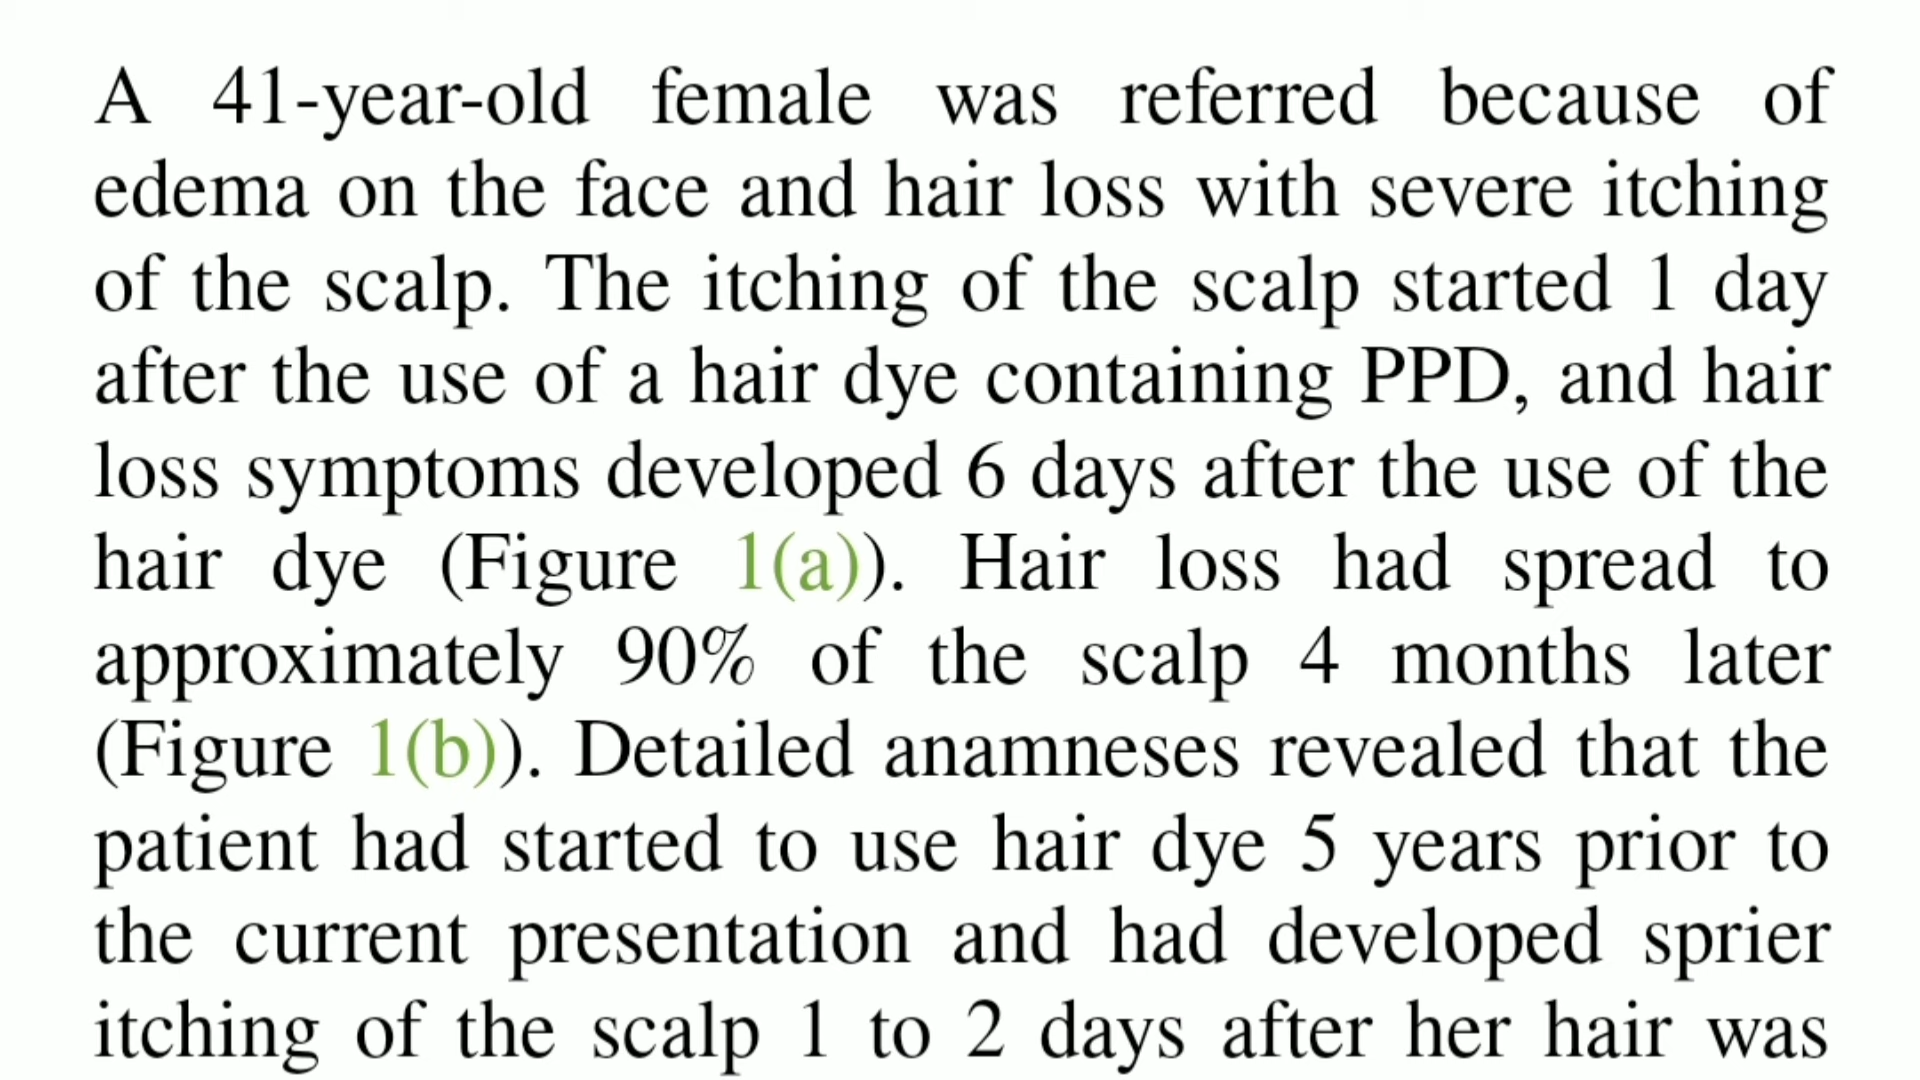 A 41-year-old female was referred because of
edema on the face and hair loss with severe itching
of the scalp. The itching of the scalp started 1 day
after the use of a hair dye containing PPD, and hair
loss symptoms developed 6 days after the use of the
hair dye (Figure 1(a)). Hair loss had spread to
approximately 90% of the scalp 4 months later
(Figure 1(b)). Detailed anamneses revealed that the
patient had started to use hair dye 5 years prior to
the current presentation and had developed sprier
itching of the scalp 1 to 2 days after her hair was